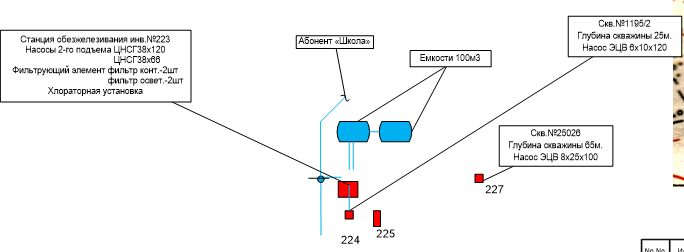 Станция обезжелезивания инв.№223
Насосы 2-го подъема ЦНСГ38х120
ЦНСГ38х66
Фильтрующий элемент фильтр конт.-2шт
фильтр освет.-2шт
Хлораторная установка
Абонент «Школа»
Емкости 100м3
Скв.№1195/2
Глубина скважины 25м.
Насос ЭЦВ 6х10х120
Скв.№25026
Глубина скважины 65м.
Насос ЭЦВ 8х25х100
227
224
225
№ №